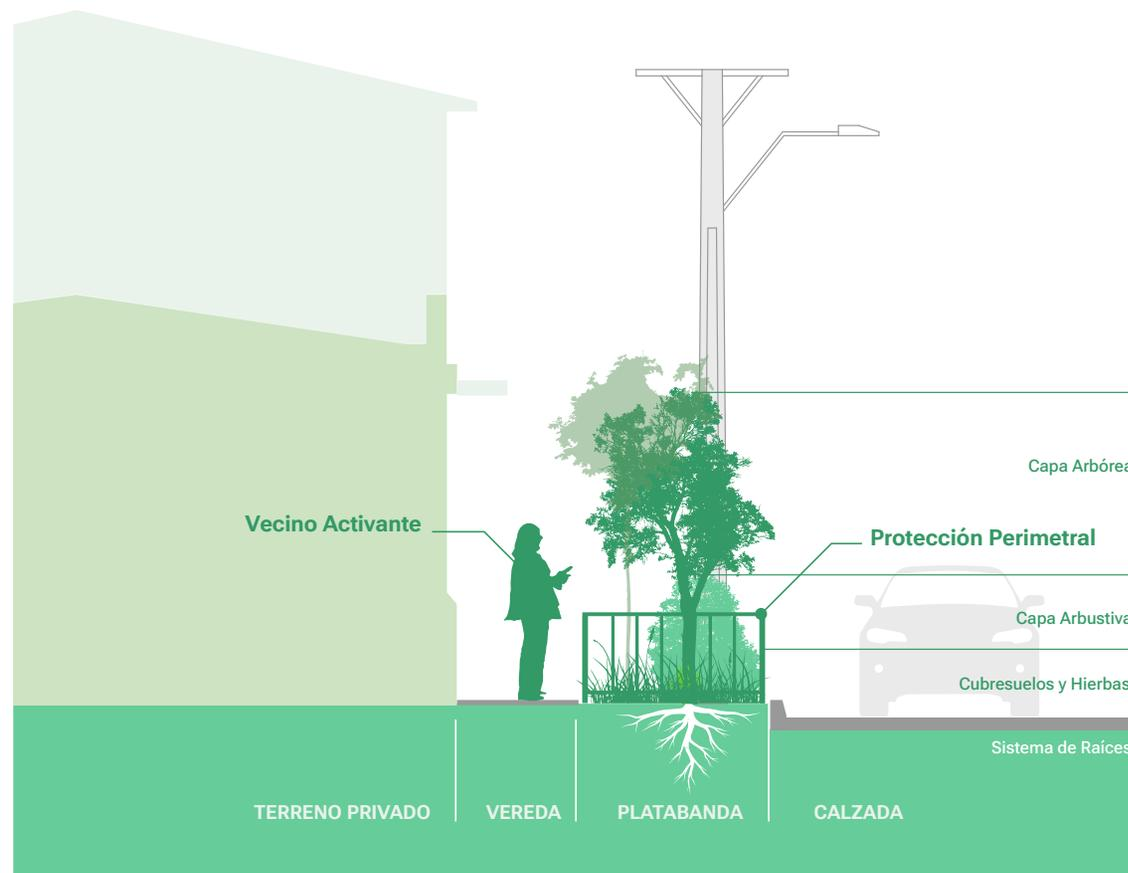 Capa Arbórea
Vecino Activante
Protección Perimetral
Capa Arbustiva
Cubresuelos y Hierbas
Sistema de Raíces
TERRENO PRIVADO
VEREDA
PLATABANDA
CALZADA